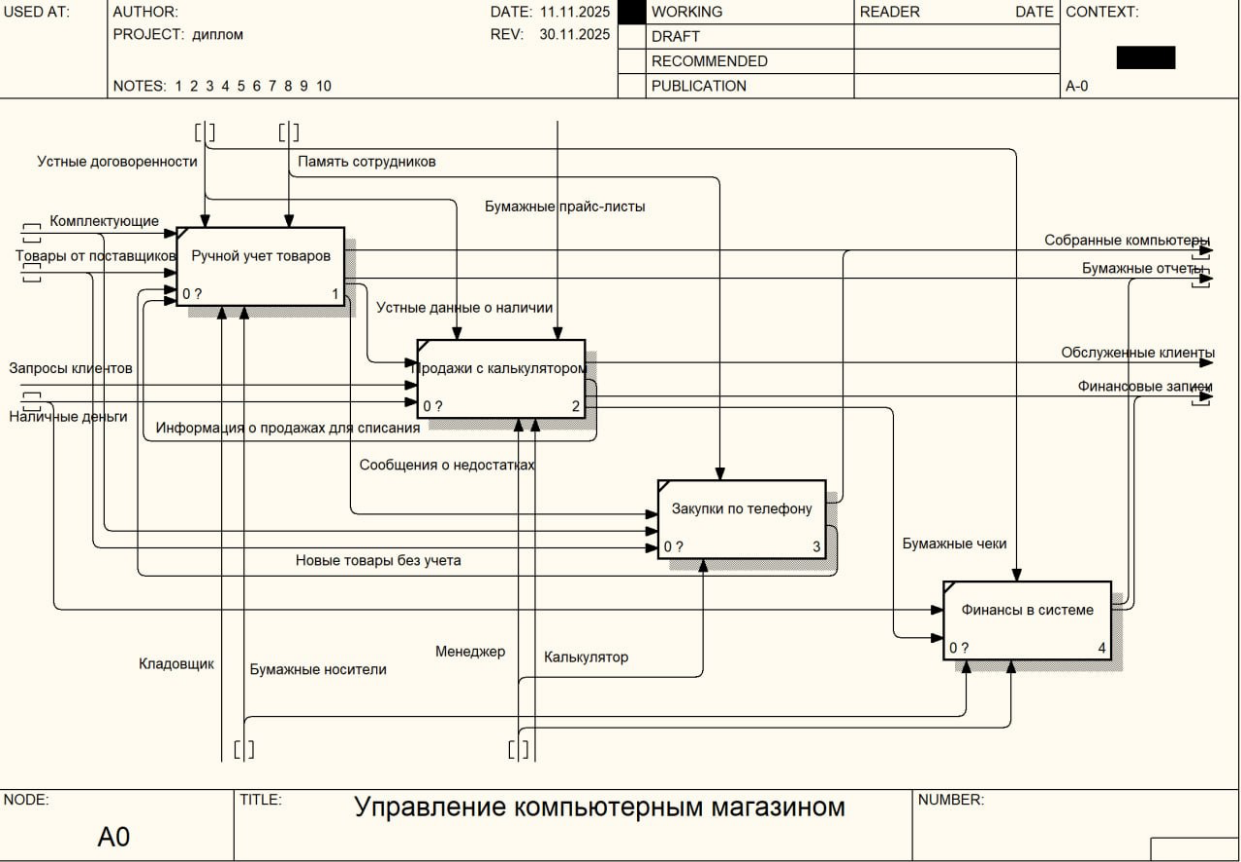 USED AT:
AUTHOR:
DATE: 11.11.2025
PROJECT: диплом
REV: 30.11.2025
NOTES: 1 2 3 4 5 6 7 8 9 10
WORKING
DRAFT
RECOMMENDED
PUBLICATION
READER
DATE
CONTEXT:
A-0
Устные договоренности
Память сотрудников
Бумажные прайс-листы
Комплектующие
Товары от поставщиков
Ручной учет товаров
0 ?
1
Собранные компьютеры
Бумажные отчеты
Устные данные о наличии
Запросы клиентов
Продажи с калькулятором
0 ?
2
Обслуженные клиенты
Финансовые записи
Наличные деньги
Информация о продажах для списания
Сообщения о недостатках
Закупки по телефону
0 ?
3
Новые товары без учета
Бумажные чеки
Финансы в системе
0 ?
4
Кладовщик
Бумажные носители
Менеджер
Калькулятор
NODE:
A0
TITLE:
Управление компьютерным магазином
NUMBER: